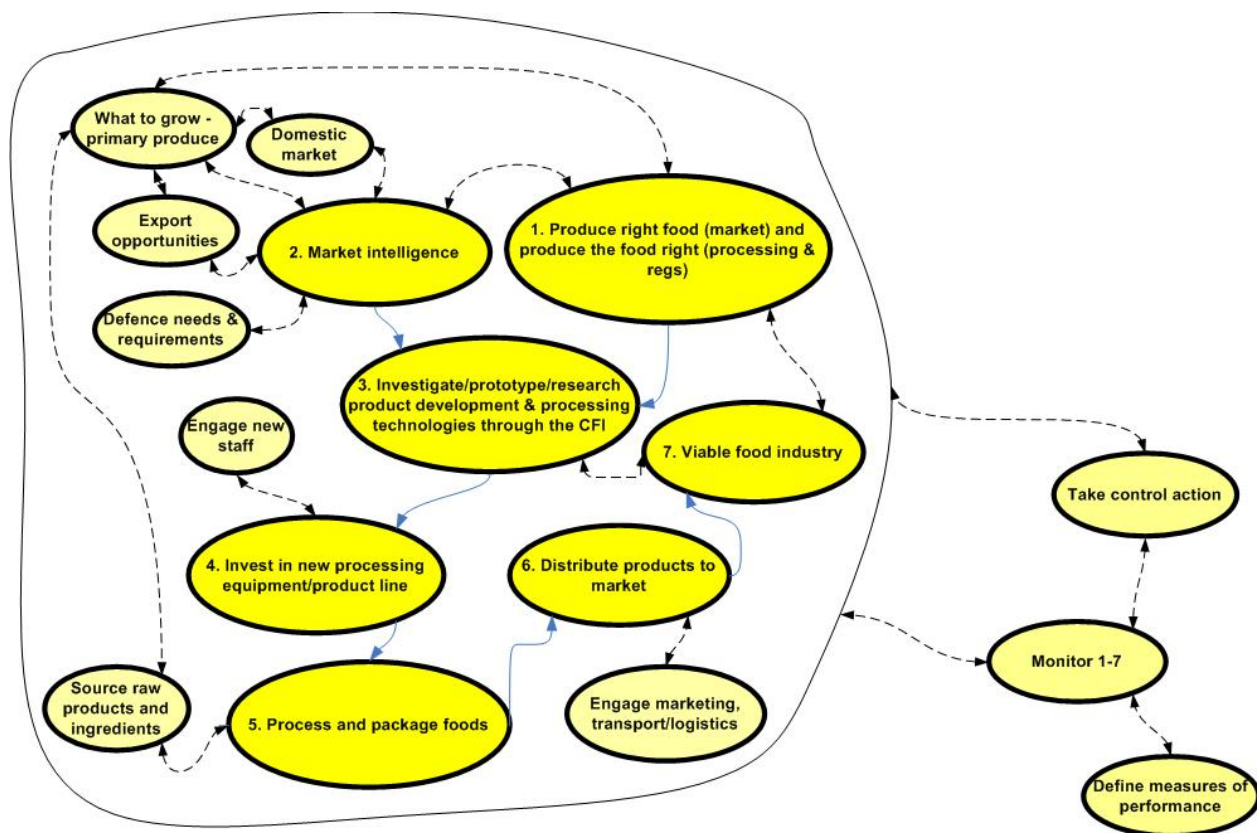 What to grow -
primary produce
Domestic
market
Export
opportunities
2. Market intelligence
1. Produce right food (market) and
produce the food right (processing &
regs)
Defence needs &
requirements
3. Investigate/prototype/research
product development & processing
technologies through the CFI
Engage new
staff
7. Viable food industry
Take control action
4. Invest in new processing
equipment/product line
6. Distribute products to
market
Monitor 1-7
Source raw
products and
ingredients
5. Process and package foods
Engage marketing,
transport/logistics
Define measures of
performance